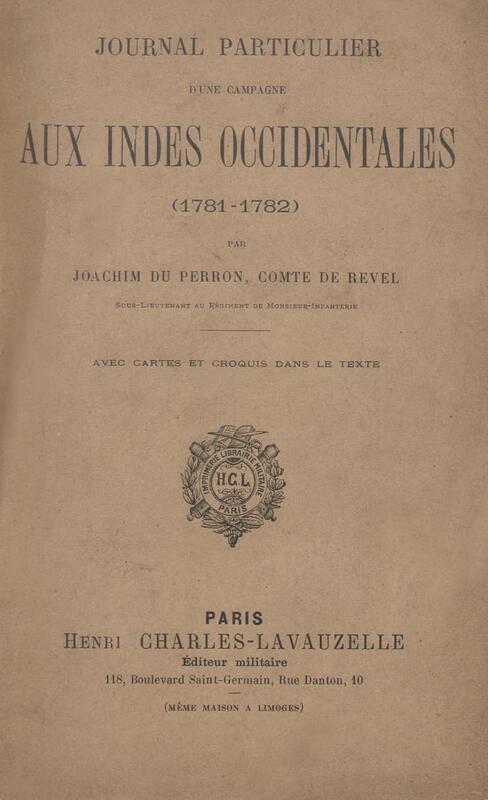 JOURNAL PARTICULIER
D'UNE CAMPAGNE
AUX INDES OCCIDENTALES
(1781-1782)
PAR
JOACHIM DU PERRON, COMTE DE REVEL
Sous-Lieutenant au Régiment de Monsieur-Infanterie
AVEC CARTES ET CROQUIS DANS LE TEXTE
IMPRIMERIE LIBRAIRIE MILITAIRE
H.C.L.
PARIS
PARIS
Henri CHARLES-LAVAUZELLE
Éditeur militaire
118, Boulevard Saint-Germain, Rue Danton, 10
(MÊME MAISON A LIMOGES)